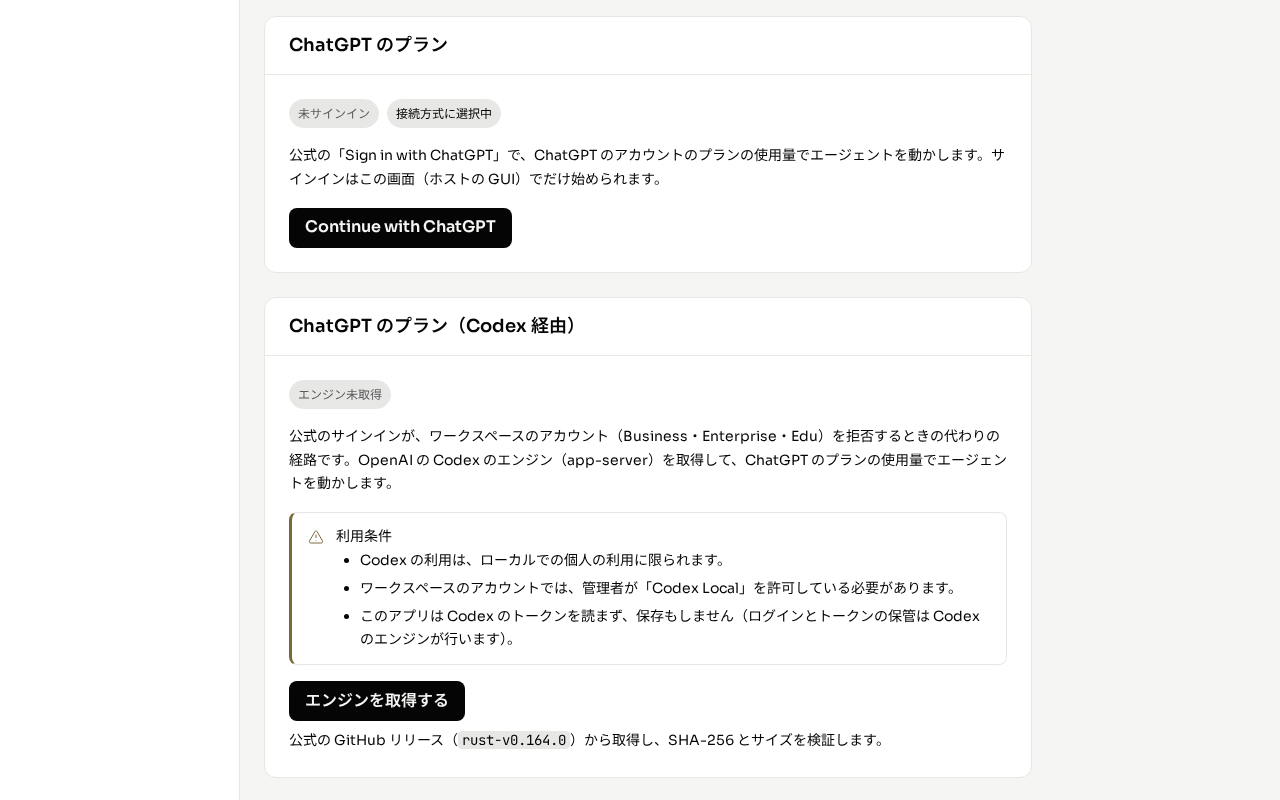 ChatGPT のプラン
未サインイン 接続方式に選択中
公式の「Sign in with ChatGPT」で、ChatGPT のアカウントのプランの使用量でエージェントを動かします。サ
インインはこの画面（ホストの GUI）でだけ始められます。
Continue with ChatGPT
ChatGPT のプラン（Codex 経由）
エンジン未取得
公式のサインインが、ワークスペースのアカウント（Business・Enterprise・Edu）を拒否するときの代わりの
経路です。OpenAI の Codex のエンジン（app-server）を取得して、ChatGPT のプランの使用量でエージェン
トを動かします。
利用条件
• Codex の利用は、ローカルでの個人の利用に限られます。
• ワークスペースのアカウントでは、管理者が「Codex Local」を許可している必要があります。
• このアプリは Codex のトークンを読まず、保存もしません（ログインとトークンの保管は Codex
のエンジンが行います）。
エンジンを取得する
公式の GitHub リリース（rust-v0.164.0）から取得し、SHA-256 とサイズを検証します。